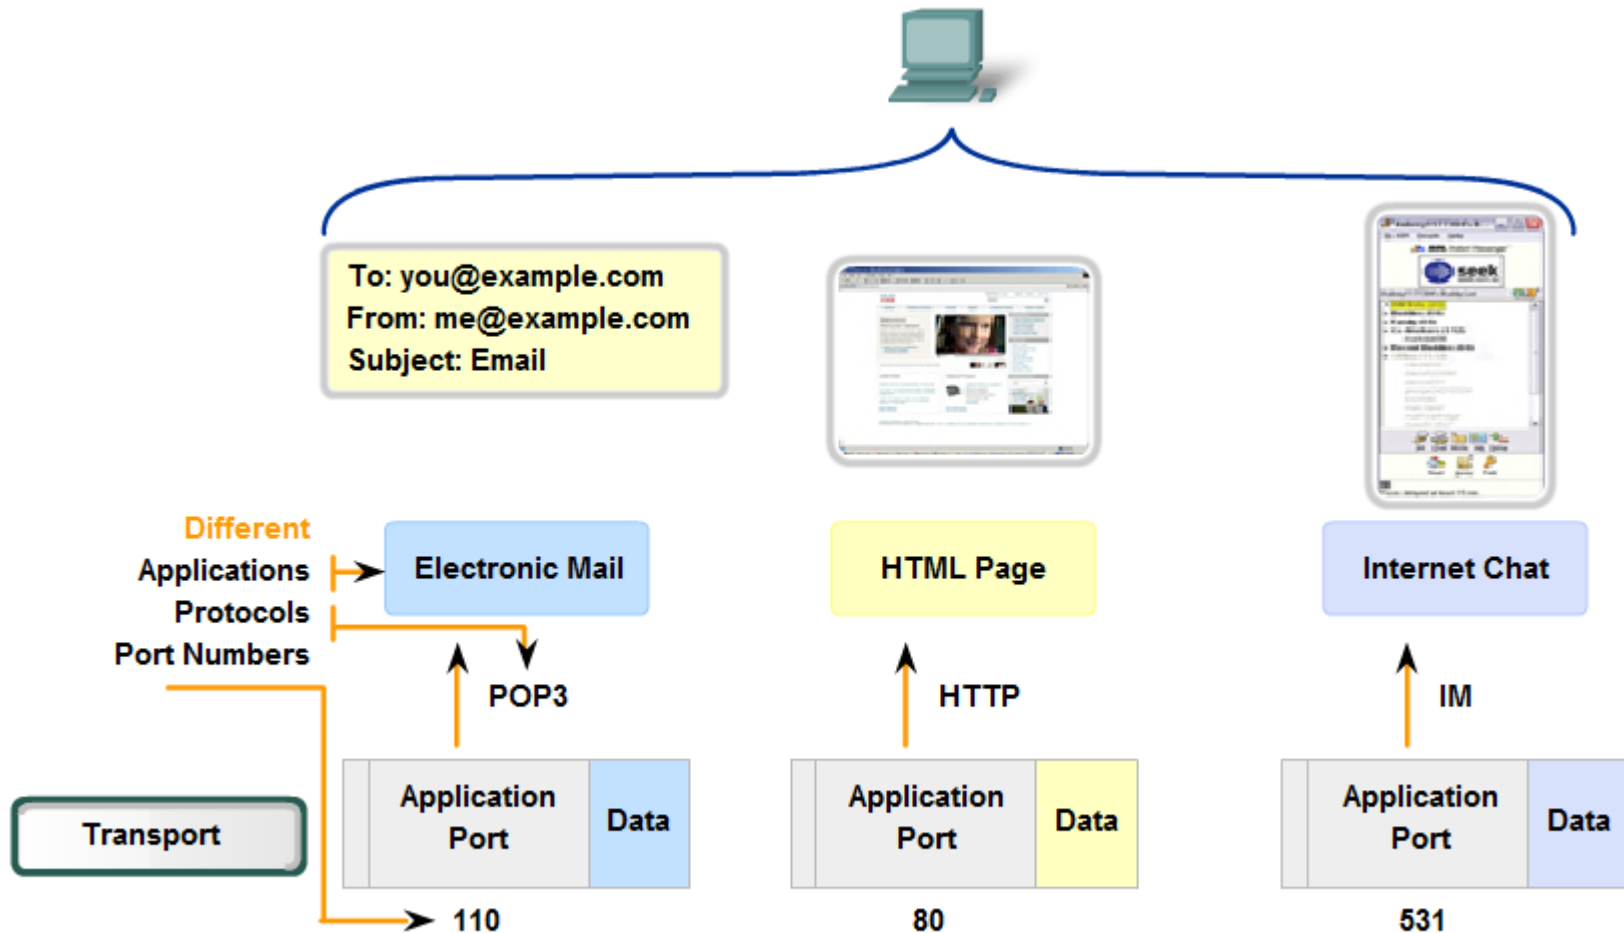 To: you@example.com
From: me@example.com
Subject: Email
seek
Different
Applications
Protocols
Port Numbers
Electronic Mail
HTML Page
Internet Chat
POP3
HTTP
IM
Transport
Application
Port
Data
Application
Port
Data
Application
Port
Data
110
80
531